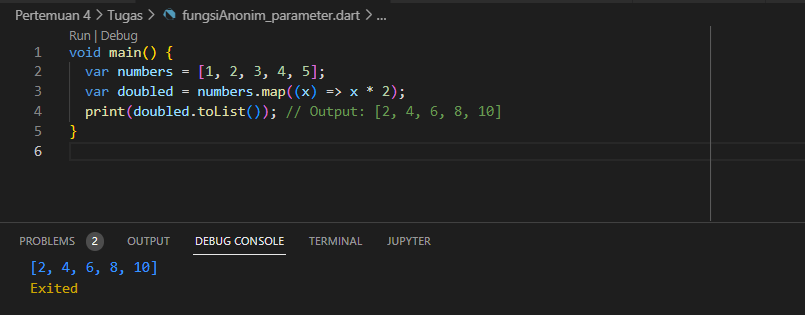 Pertemuan 4 > Tugas > fungsiAnonim_parameter.dart > ...
Run | Debug
1 void main() {
2 var numbers = [1, 2, 3, 4, 5];
3 var doubled = numbers.map((x) => x * 2);
4 print(doubled.toList()); // Output: [2, 4, 6, 8, 10]
5 }
6
PROBLEMS 2 OUTPUT DEBUG CONSOLE TERMINAL JUPYTER
[2, 4, 6, 8, 10]
Exited